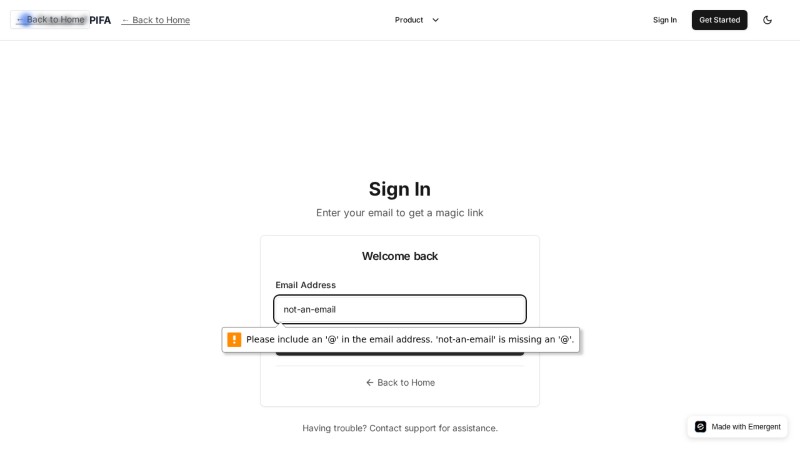 ← Back to Home PIFA ← Back to Home Product Sign In Get Started
Sign In
Enter your email to get a magic link
Welcome back
Email Address
not-an-email
Please include an '@' in the email address. 'not-an-email' is missing an '@'.
← Back to Home
Having trouble? Contact support for assistance.
Made with Emergent